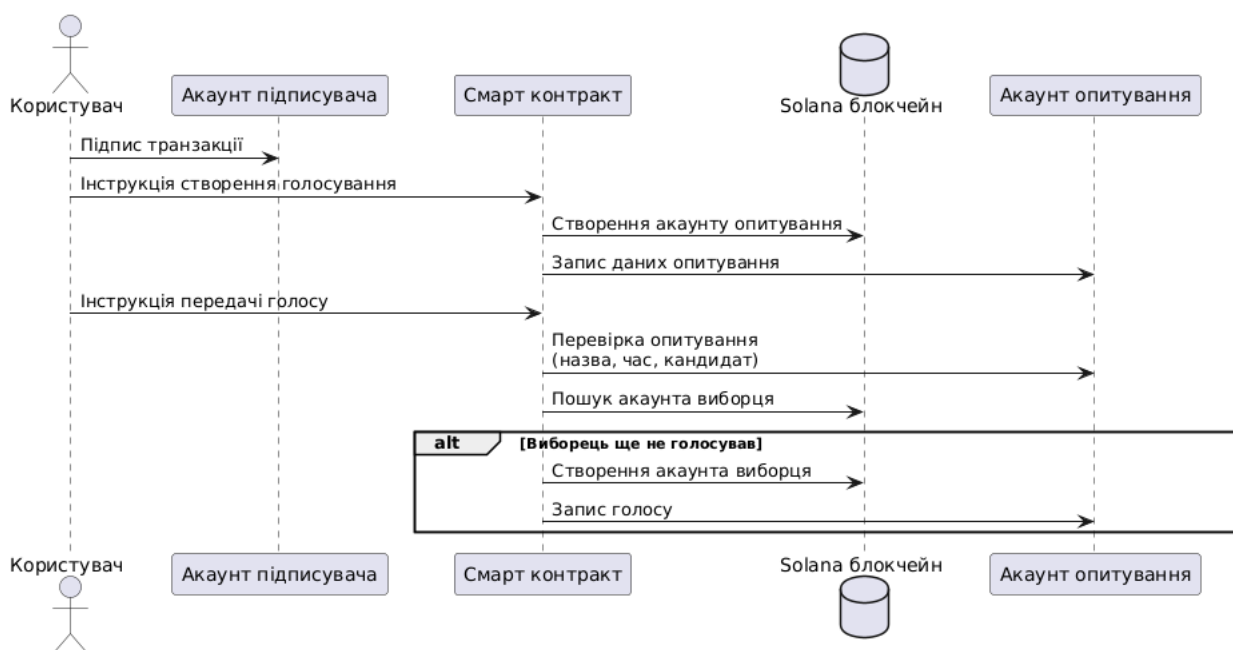 Користувач
Акаунт підписувача
Смарт контракт
Solana блокчейн
Акаунт опитування
Підпис транзакції
Інструкція створення голосування
Створення акаунту опитування
Запис даних опитування
Інструкція передачі голосу
Перевірка опитування
(назва, час, кандидат)
Пошук акаунта виборця
alt [Виборець ще не голосував]
Створення акаунта виборця
Запис голосу
Користувач
Акаунт підписувача
Смарт контракт
Solana блокчейн
Акаунт опитування